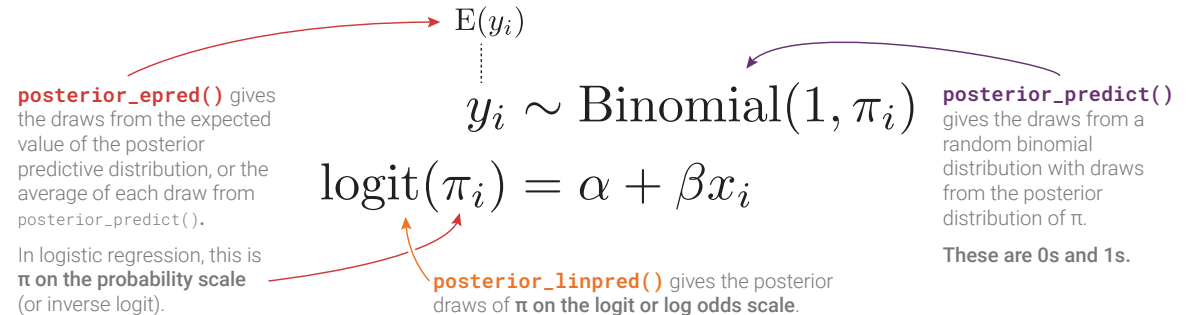 E(yᵢ)
posterior_epred() gives
the draws from the expected
value of the posterior
predictive distribution, or the
average of each draw from
posterior_predict().
In logistic regression, this is
π on the probability scale
(or inverse logit).
yᵢ ∼ Binomial(1, πᵢ)
logit(πᵢ) = α + βxᵢ
posterior_linpred() gives the posterior
draws of π on the logit or log odds scale.
posterior_predict()
gives the draws from a
random binomial
distribution with draws
from the posterior
distribution of π.
These are 0s and 1s.